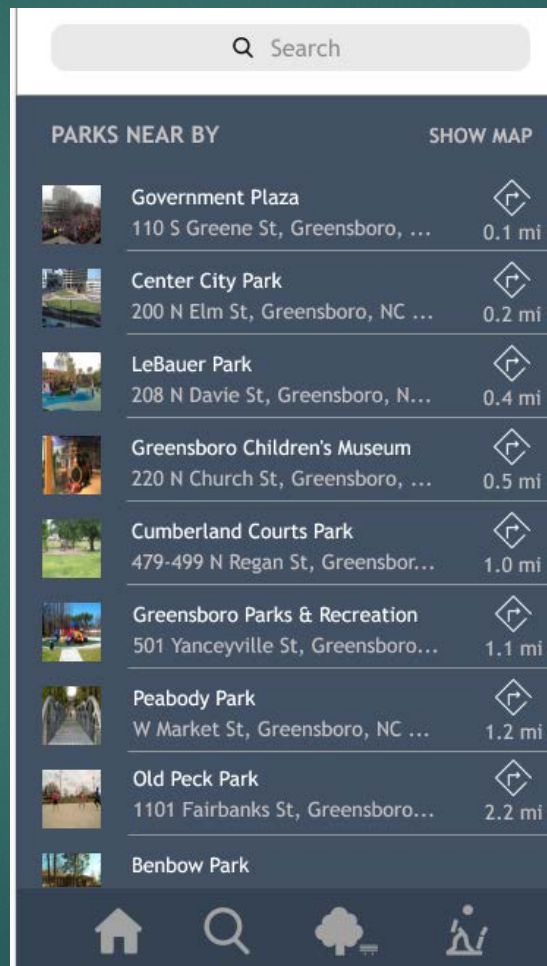 Search
PARKS NEAR BY SHOW MAP
Government Plaza
110 S Greene St, Greensboro, ... 0.1 mi
Center City Park
200 N Elm St, Greensboro, NC ... 0.2 mi
LeBauer Park
208 N Davie St, Greensboro, N... 0.4 mi
Greensboro Children's Museum
220 N Church St, Greensboro, ... 0.5 mi
Cumberland Courts Park
479-499 N Regan St, Greensbor... 1.0 mi
Greensboro Parks & Recreation
501 Yanceyville St, Greensboro... 1.1 mi
Peabody Park
W Market St, Greensboro, NC ... 1.2 mi
Old Peck Park
1101 Fairbanks St, Greensboro... 2.2 mi
Benbow Park